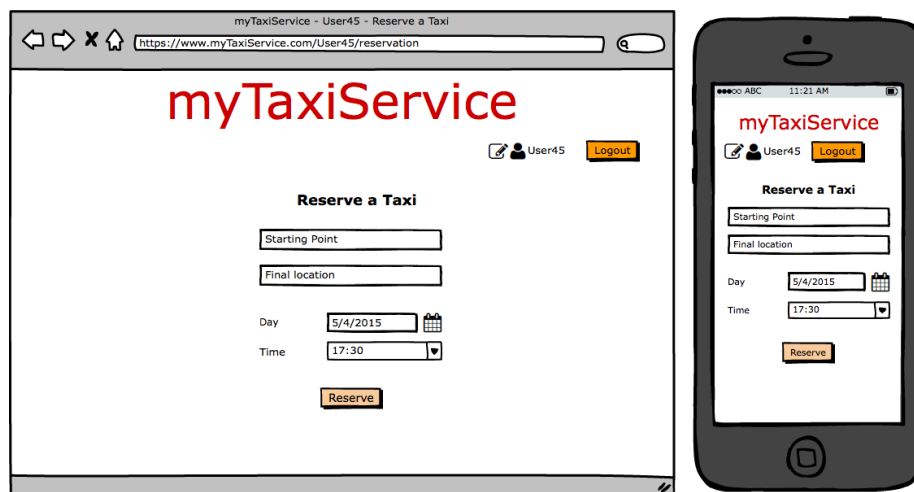 myTaxiService - User45 - Reserve a Taxi
https://www.myTaxiService.com/User45/reservation
myTaxiService
User45 Logout
Reserve a Taxi
Starting Point
Final location
Day 5/4/2015
Time 17:30
Reserve
ABC 11:21 AM
myTaxiService
User45 Logout
Reserve a Taxi
Starting Point
Final location
Day 5/4/2015
Time 17:30
Reserve